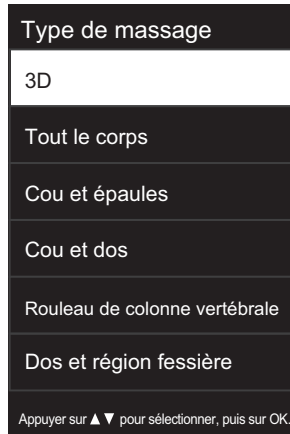 Type de massage
3D
Tout le corps
Cou et épaules
Cou et dos
Rouleau de colonne vertébrale
Dos et région fessière
Appuyer sur ▲▼ pour sélectionner, puis sur OK.